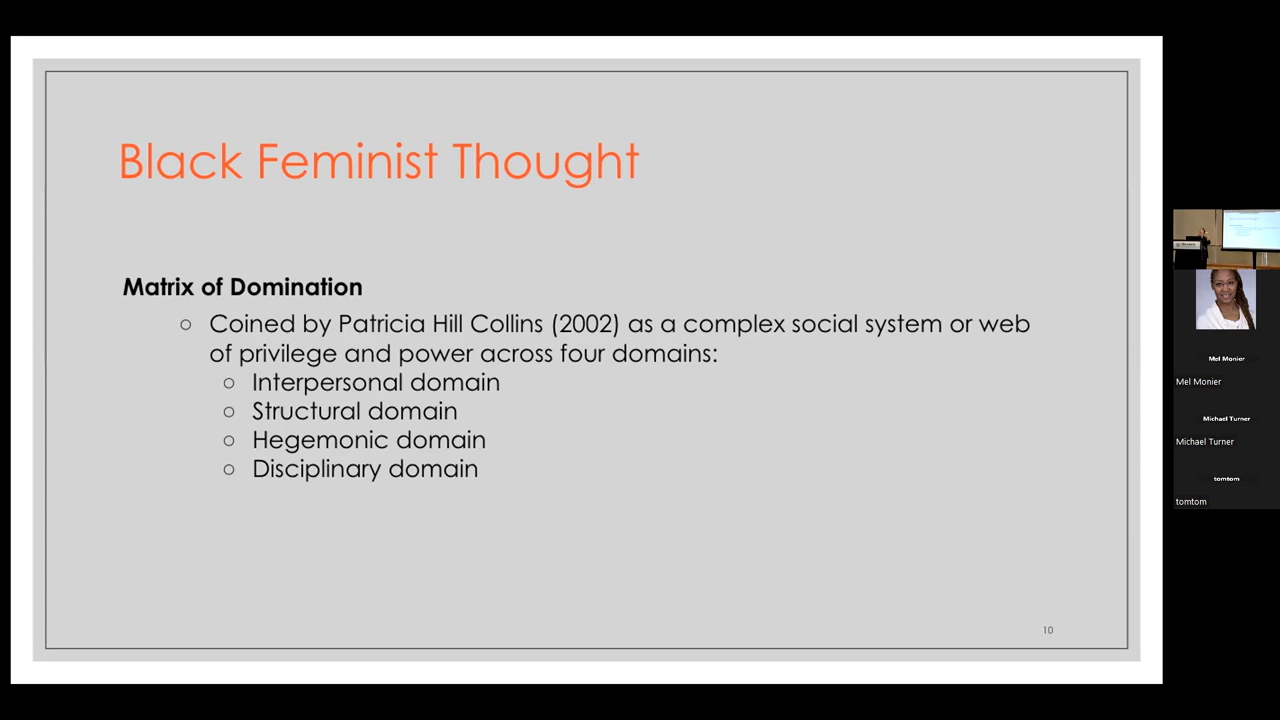 Black Feminist Thought
Matrix of Domination
○ Coined by Patricia Hill Collins (2002) as a complex social system or web
of privilege and power across four domains:
○ Interpersonal domain
○ Structural domain
○ Hegemonic domain
○ Disciplinary domain
10
Mel Monier
Mel Monier
Michael Turner
Michael Turner
tomtom
tomtom